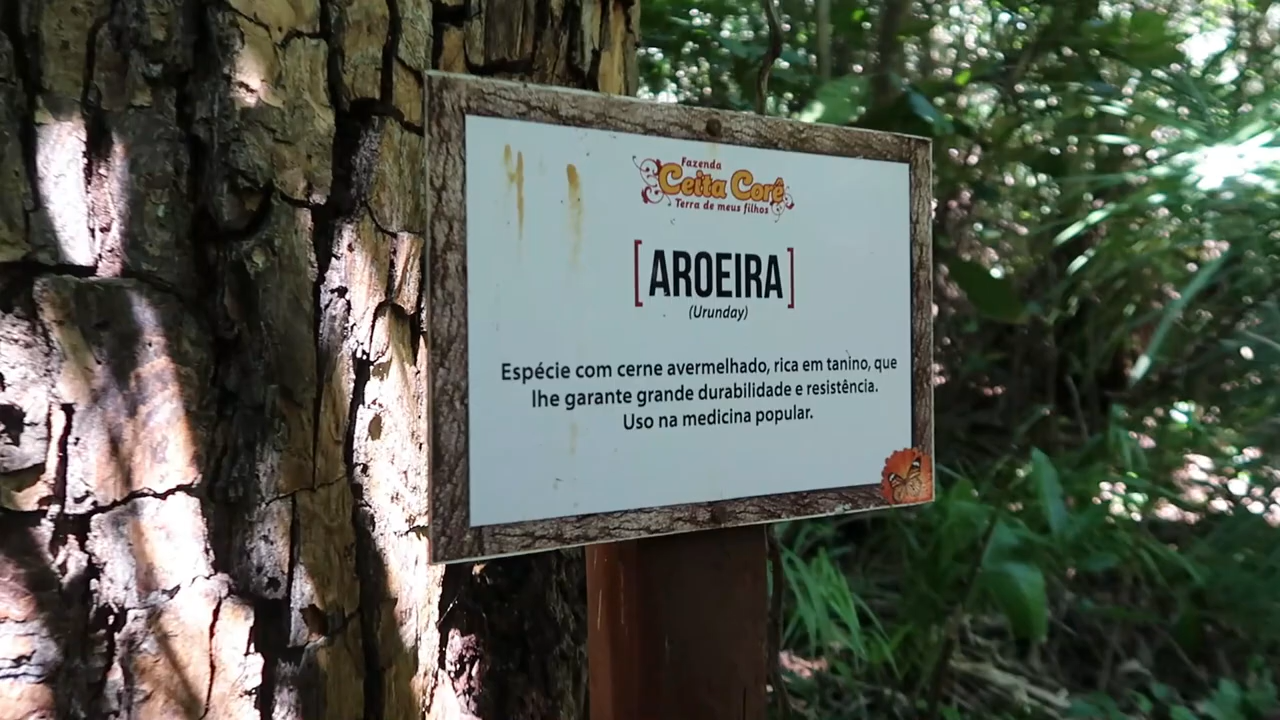 Fazenda
Ceita Corê
Terra de meus filhos
[AROEIRA]
(Urunday)
Espécie com cerne avermelhado, rica em tanino, que
lhe garante grande durabilidade e resistência.
Uso na medicina popular.